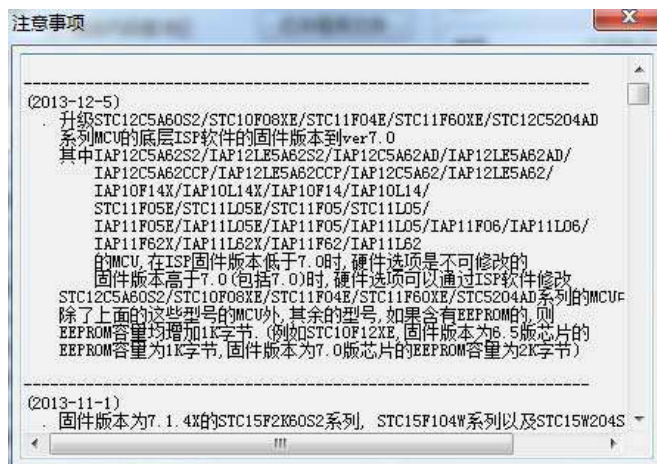 注意事项
----------------------------------------------------------------
(2013-12-5)
. 升级STC12C5A60S2/STC10F08XE/STC11F04E/STC11F60XE/STC12C5204AD
系列MCU的底层ISP软件的固件版本到ver7.0
其中IAP12C5A62S2/IAP12LE5A62S2/IAP12C5A62AD/IAP12LE5A62AD/
IAP12C5A62CCP/IAP12LE5A62CCP/IAP12C5A62/IAP12LE5A62/
IAP10F14X/IAP10L14X/IAP10F14/IAP10L14/
STC11F05E/STC11L05E/STC11F05/STC11L05/
IAP11F05E/IAP11L05E/IAP11F05/IAP11L05/IAP11F06/IAP11L06/
IAP11F62X/IAP11L62X/IAP11F62/IAP11L62
的MCU,在ISP固件版本低于7.0时,硬件选项是不可修改的
固件版本高于7.0(包括7.0)时,硬件选项可以通过ISP软件修改
STC12C5A60S2/STC10F08XE/STC11F04E/STC11F60XE/STC5204AD系列的MCU
除了上面的这些型号的MCU外,其余的型号,如果含有EEPROM的,则
EEPROM容量均增加1K字节.(例如STC10F12XE,固件版本为6.5版芯片的
EEPROM容量为1K字节,固件版本为7.0版芯片的EEPROM容量为2K字节)
----------------------------------------------------------------
(2013-11-1)
. 固件版本为7.1.4X的STC15F2K60S2系列, STC15F104W系列以及STC15W204S